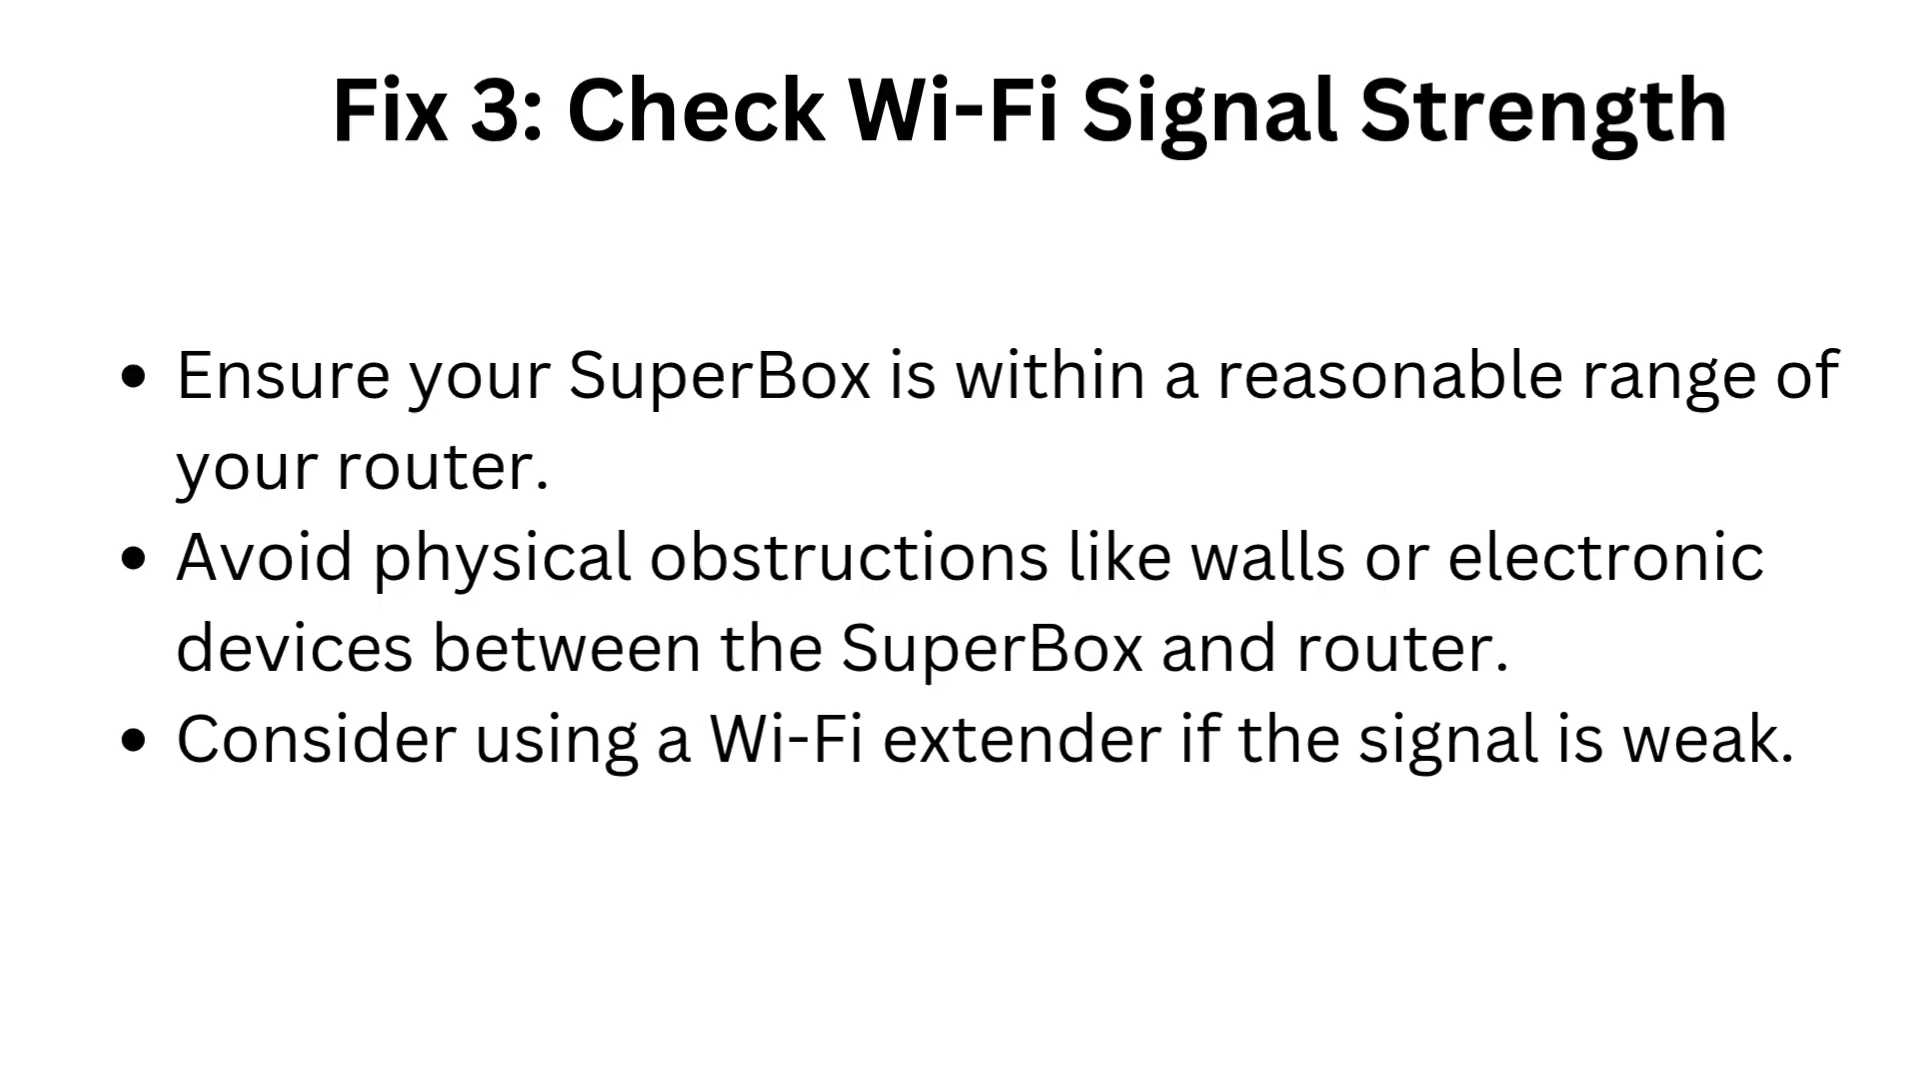 Fix 3: Check Wi-Fi Signal Strength
• Ensure your SuperBox is within a reasonable range of
your router.
• Avoid physical obstructions like walls or electronic
devices between the SuperBox and router.
• Consider using a Wi-Fi extender if the signal is weak.